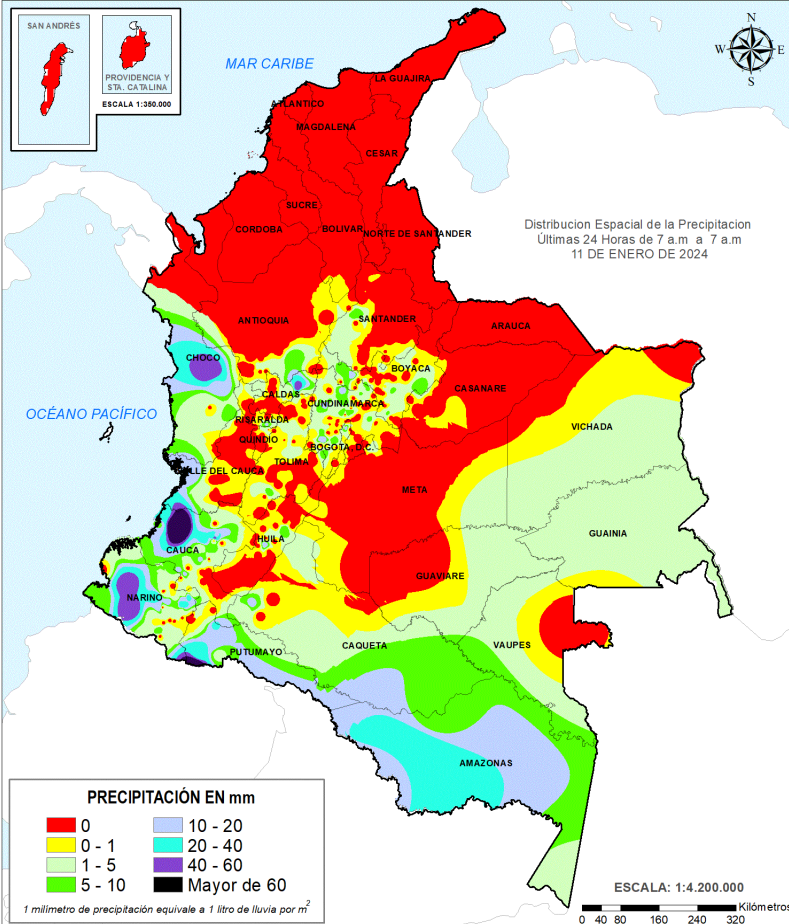 SAN ANDRÉS
PROVIDENCIA Y
STA. CATALINA
ESCALA 1:350.000
N
W
E
S
MAR CARIBE
LA GUAJIRA
ATLANTICO
MAGDALENA
CESAR
SUCRE
CORDOBA
BOLIVAR
NORTE DE SANTANDER
Distribucion Espacial de la Precipitacion
Últimas 24 Horas de 7 a.m a 7 a.m
11 DE ENERO DE 2024
ANTIOQUIA
SANTANDER
ARAUCA
CHOCO
BOYACA
CASANARE
CALDAS
CUNDINAMARCA
OCÉANO PACÍFICO
RISARALDA
VICHADA
QUINDIO
BOGOTA, D.C.
TOLIMA
LLE DEL CAUCA
META
GUAINIA
HUILA
CAUCA
GUAVIARE
NARIÑO
PUTUMAYO
CAQUETA
VAUPES
AMAZONAS
PRECIPITACIÓN EN mm
0
0 - 1
1 - 5
5 - 10
10 - 20
20 - 40
40 - 60
Mayor de 60
1 milimetro de precipitación equivale a 1 litro de lluvia por m2
ESCALA: 1:4.200.000
Kilómetros
0 40 80 160 240 320